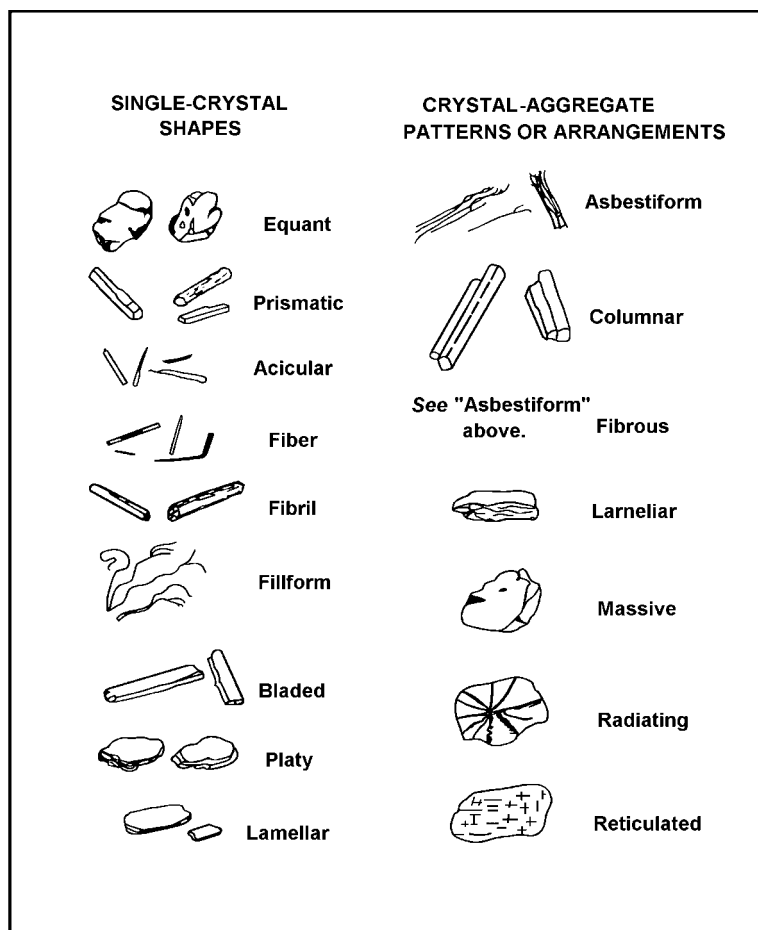 SINGLE-CRYSTAL
SHAPES
Equant
Prismatic
Acicular
Fiber
Fibril
Fillform
Bladed
Platy
Lamellar
CRYSTAL-AGGREGATE
PATTERNS OR ARRANGEMENTS
Asbestiform
Columnar
See "Asbestiform"
above.
Fibrous
Larneliar
Massive
Radiating
Reticulated